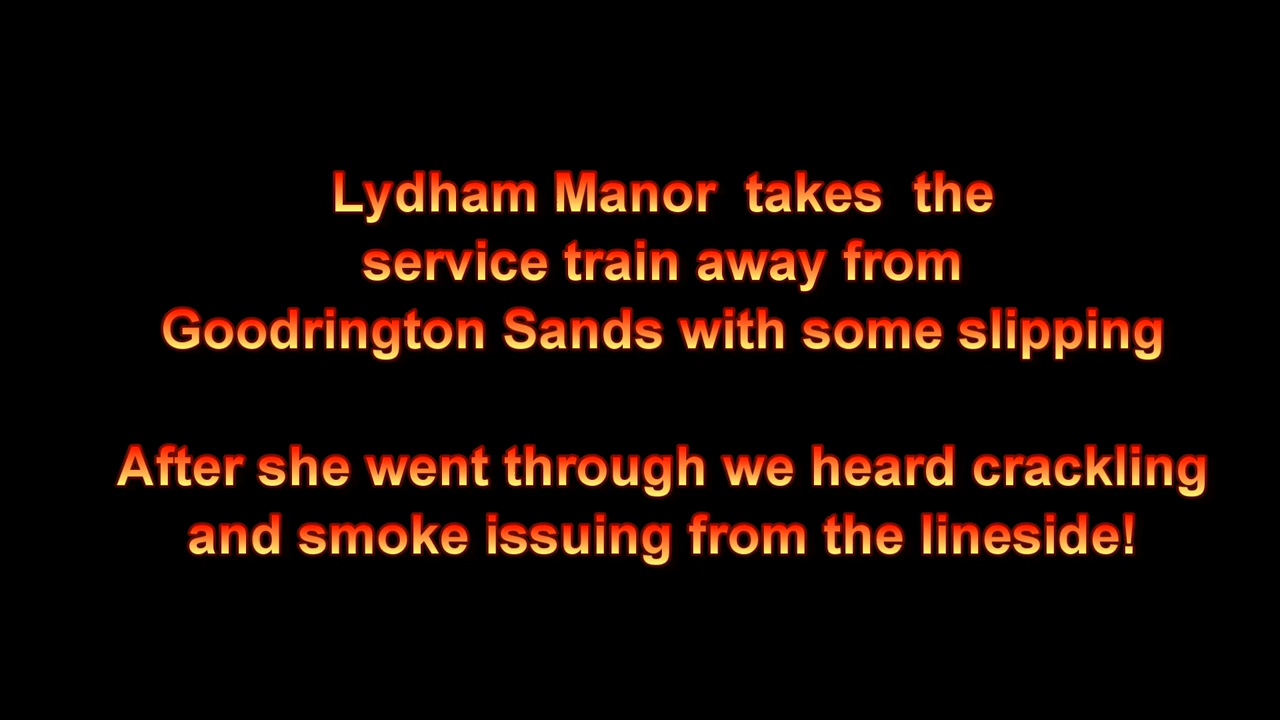 Lydham Manor takes the
service train away from
Goodrington Sands with some slipping
After she went through we heard crackling
and smoke issuing from the lineside!